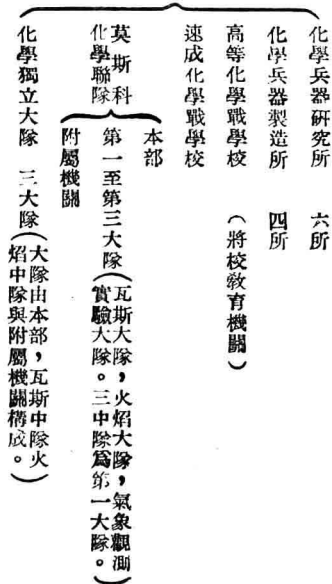 化學兵器硏究所　六所
化學兵器製造所　四所
高等化學戰學校　（將校敎育機關）
速成化學戰學校
莫斯科
化學聯隊
本部
第一至第三大隊（瓦斯大隊，火焰大隊，氣象觀測
實驗大隊。三中隊爲第一大隊。）
附屬機關
化學獨立大隊　三大隊（大隊由本部，瓦斯中隊火
焰中隊與附屬機關構成。）